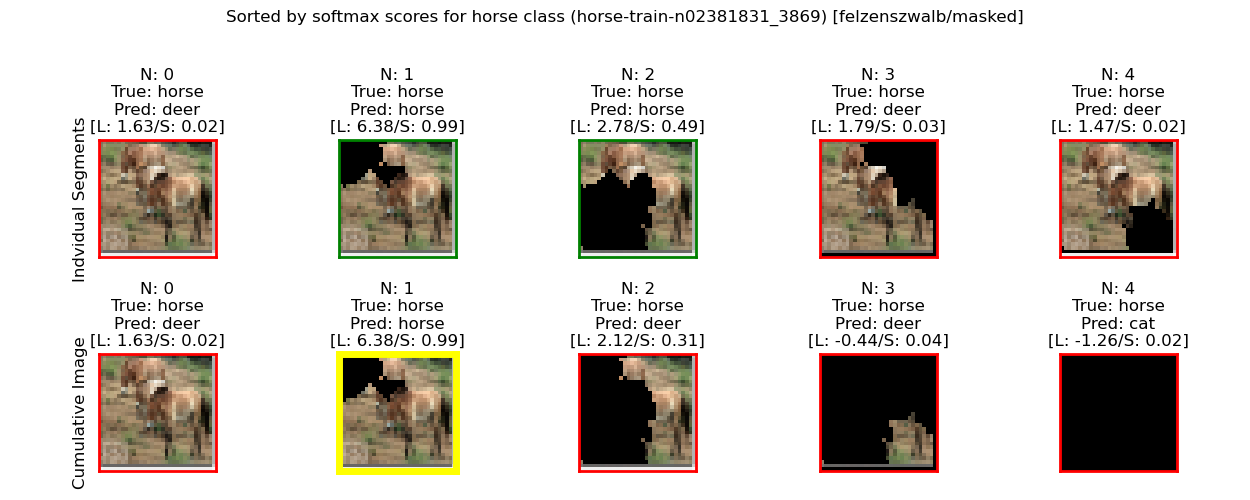 Sorted by softmax scores for horse class (horse-train-n02381831_3869) [felzenszwalb/masked]
Indvidual Segments
N: 0
True: horse
Pred: deer
[L: 1.63/S: 0.02]
N: 1
True: horse
Pred: horse
[L: 6.38/S: 0.99]
N: 2
True: horse
Pred: horse
[L: 2.78/S: 0.49]
N: 3
True: horse
Pred: deer
[L: 1.79/S: 0.03]
N: 4
True: horse
Pred: deer
[L: 1.47/S: 0.02]
Cumulative Image
N: 0
True: horse
Pred: deer
[L: 1.63/S: 0.02]
N: 1
True: horse
Pred: horse
[L: 6.38/S: 0.99]
N: 2
True: horse
Pred: deer
[L: 2.12/S: 0.31]
N: 3
True: horse
Pred: deer
[L: -0.44/S: 0.04]
N: 4
True: horse
Pred: cat
[L: -1.26/S: 0.02]